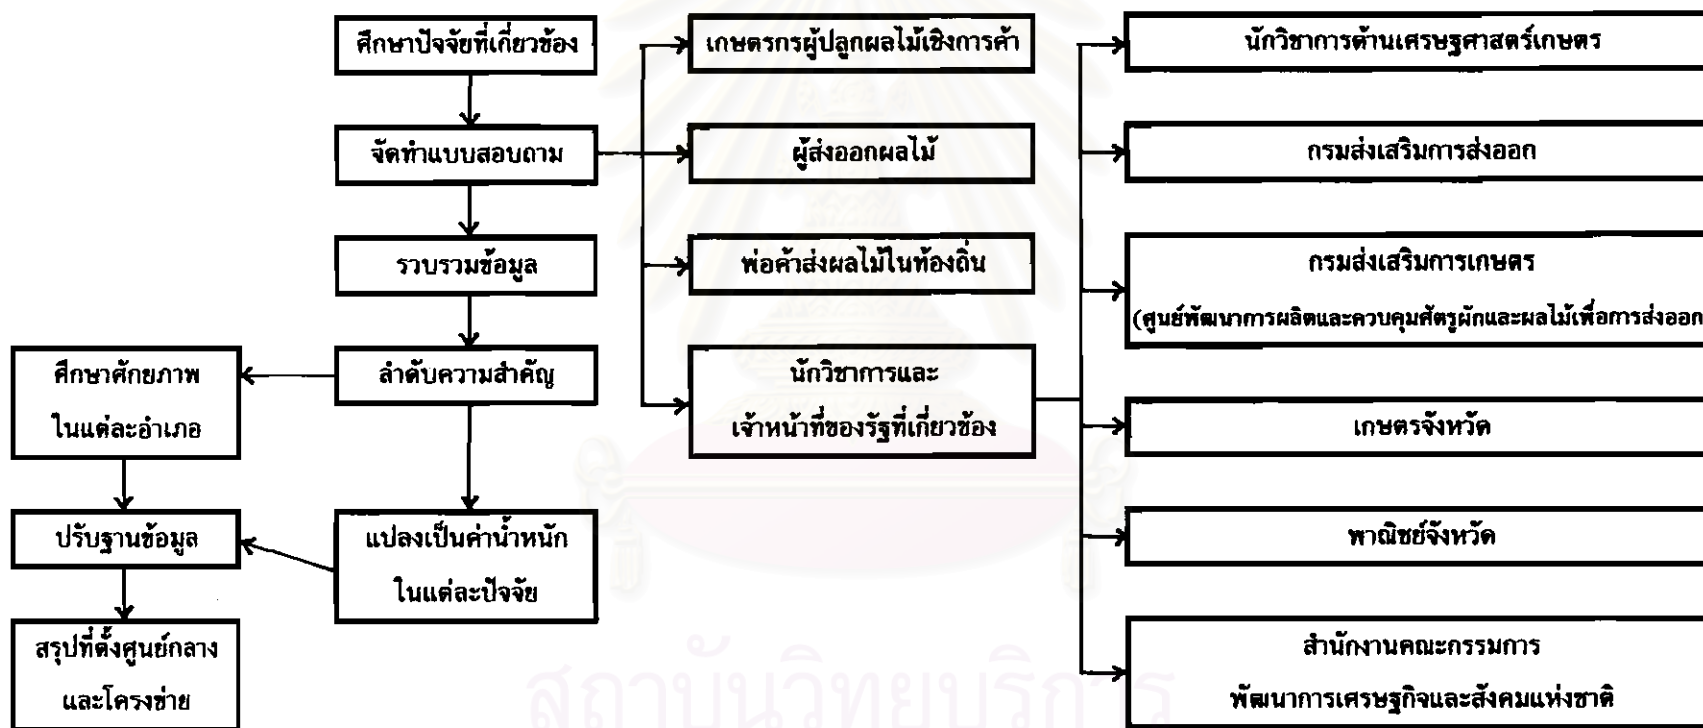 ศึกษาปัจจัยที่เกี่ยวข้อง
จัดทำแบบสอบถาม
รวบรวมข้อมูล
ลำดับความสำคัญ
แปลงเป็นค่าน้ำหนัก
ในแต่ละปัจจัย
ศึกษาศักยภาพ
ในแต่ละอำเภอ
ปรับฐานข้อมูล
สรุปที่ตั้งศูนย์กลาง
และโครงข่าย
เกษตรกรผู้ปลูกผลไม้เชิงการค้า
ผู้ส่งออกผลไม้
พ่อค้าส่งผลไม้ในท้องถิ่น
นักวิชาการและ
เจ้าหน้าที่ของรัฐที่เกี่ยวข้อง
นักวิชาการด้านเศรษฐศาสตร์เกษตร
กรมส่งเสริมการส่งออก
กรมส่งเสริมการเกษตร
(ศูนย์พัฒนาการผลิตและควบคุมศัตรูผักและผลไม้เพื่อการส่งออก
เกษตรจังหวัด
พาณิชย์จังหวัด
สำนักงานคณะกรรมการ
พัฒนาการเศรษฐกิจและสังคมแห่งชาติ
สถาบันวิทยบริการ